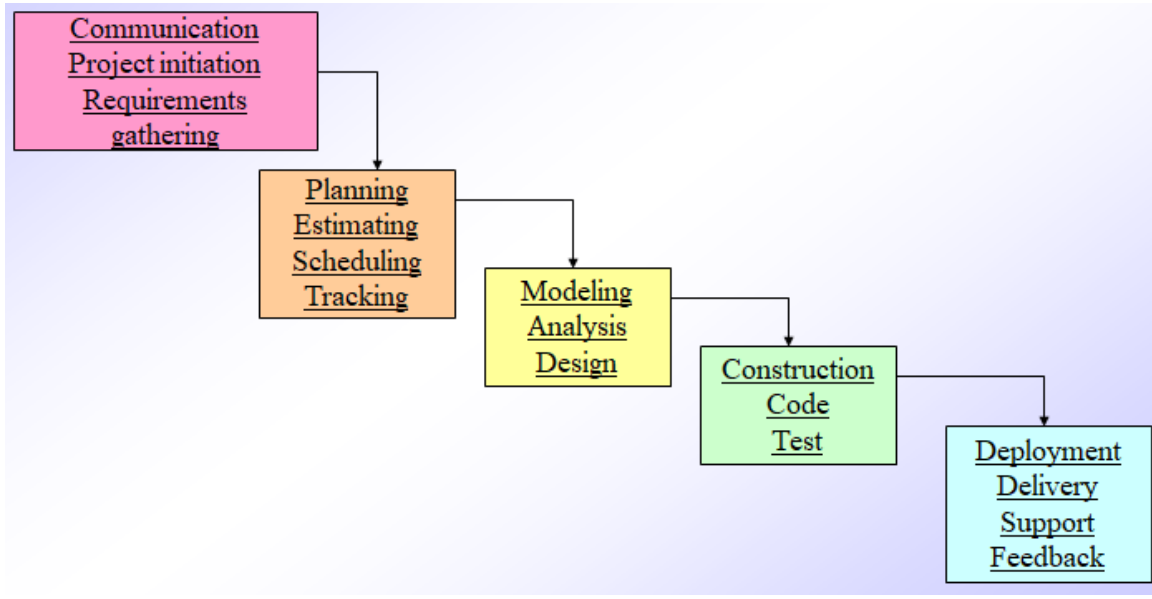 Communication
Project initiation
Requirements
gathering
Planning
Estimating
Scheduling
Tracking
Modeling
Analysis
Design
Construction
Code
Test
Deployment
Delivery
Support
Feedback